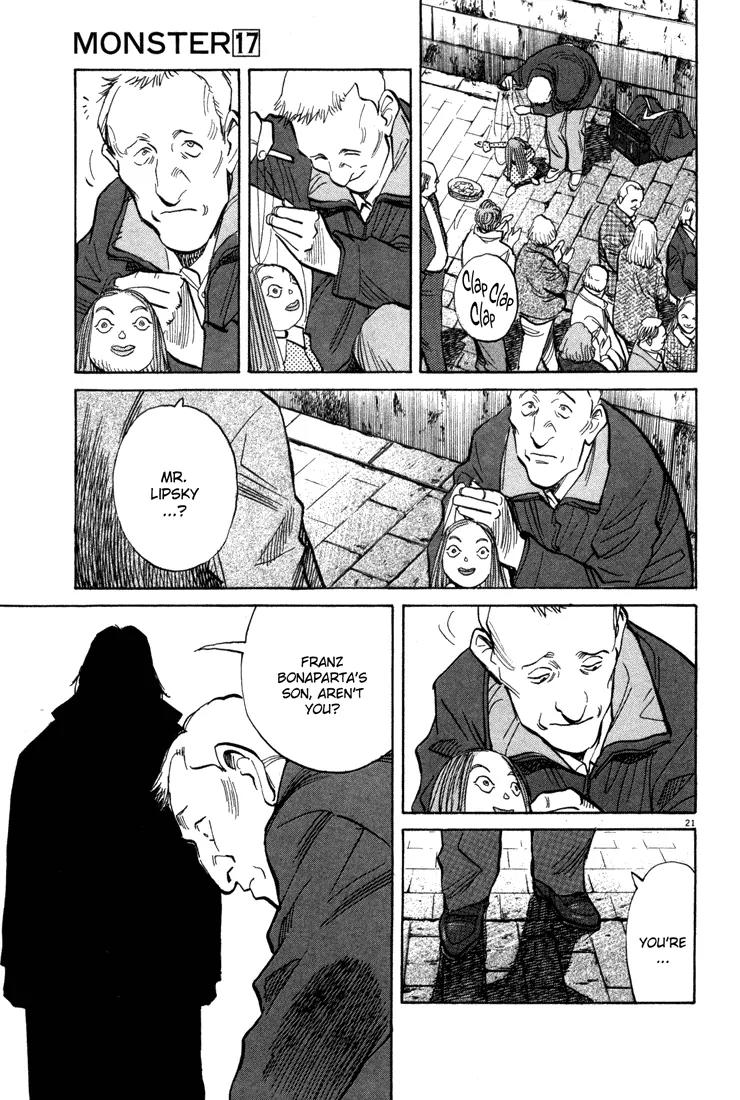 MONSTER 17
Clap Clap
Clap
MR.
LIPSKY
...?
21
YOU'RE
...
FRANZ
BONAPARTA'S
SON, AREN'T
YOU?